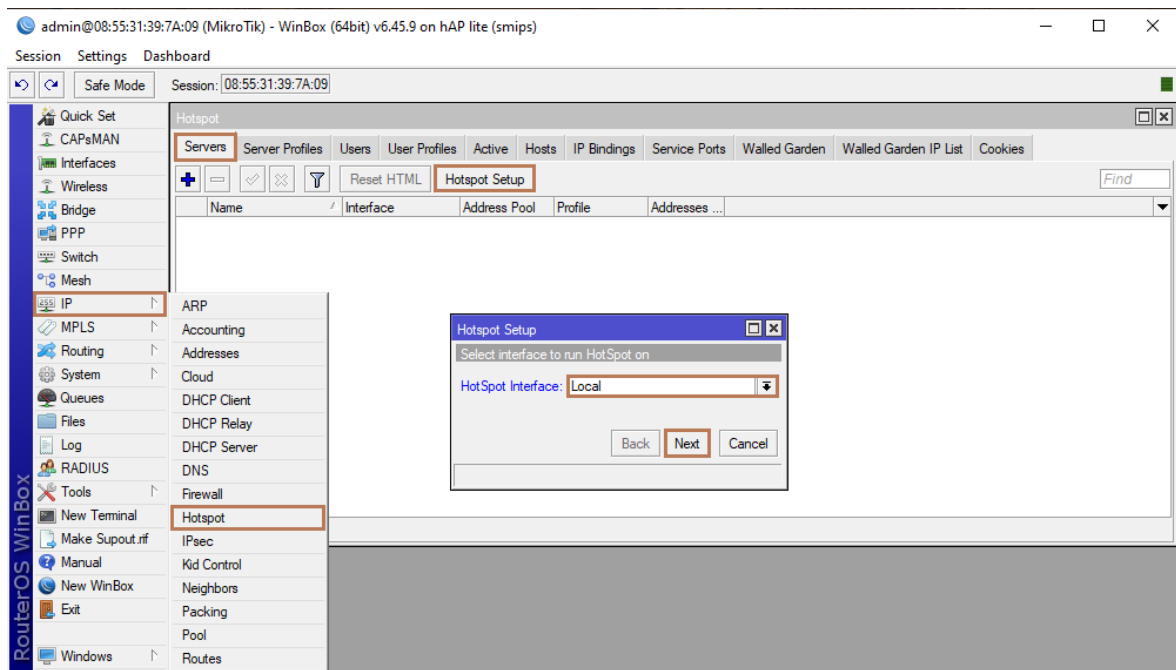 admin@08:55:31:39:7A:09 (MikroTik) - WinBox (64bit) v6.45.9 on hAP lite (smips)
Session Settings Dashboard
Safe Mode Session: 08:55:31:39:7A:09
Quick Set
CAPsMAN
Interfaces
Wireless
Bridge
PPP
Switch
Mesh
IP
MPLS
Routing
System
Queues
Files
Log
RADIUS
Tools
New Terminal
Make Supout.rif
Manual
New WinBox
Exit
Windows
RouterOS WinBox
Hotspot
Servers Server Profiles Users User Profiles Active Hosts IP Bindings Service Ports Walled Garden Walled Garden IP List Cookies
Reset HTML Hotspot Setup Find
Name Interface Address Pool Profile Addresses ...
ARP
Accounting
Addresses
Cloud
DHCP Client
DHCP Relay
DHCP Server
DNS
Firewall
Hotspot
IPsec
Kid Control
Neighbors
Packing
Pool
Routes
Hotspot Setup
Select interface to run HotSpot on
HotSpot Interface: Local
Back Next Cancel